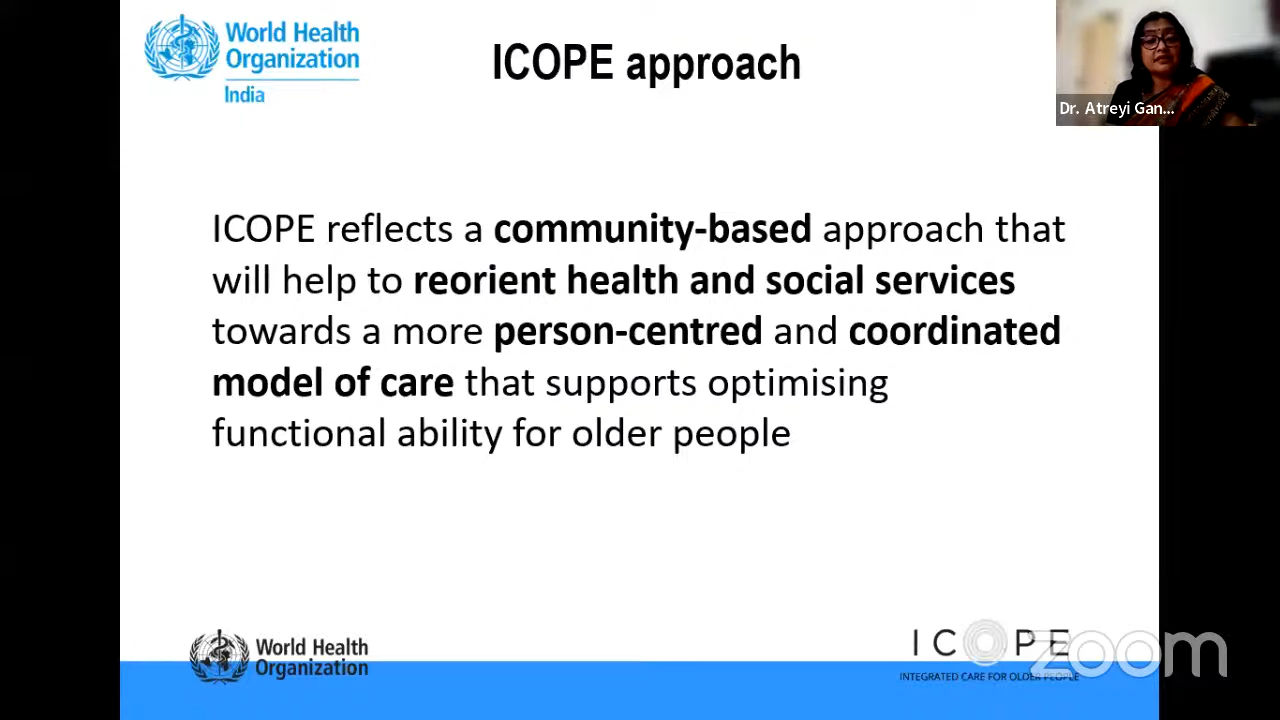 World Health
Organization
India
ICOPE approach
Dr. Atreyi Gan...
ICOPE reflects a community-based approach that
will help to reorient health and social services
towards a more person-centred and coordinated
model of care that supports optimising
functional ability for older people
World Health
Organization
ICOPE
INTEGRATED CARE FOR OLDER PEOPLE
zoom